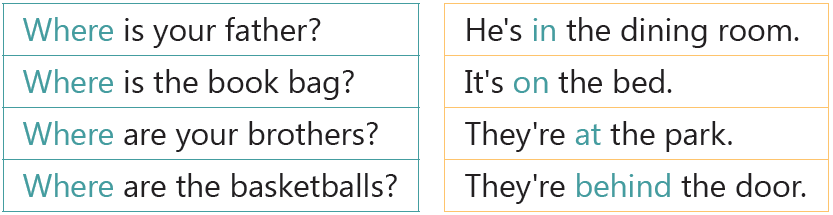 Where is your father?
He's in the dining room.
Where is the book bag?
It's on the bed.
Where are your brothers?
They're at the park.
Where are the basketballs?
They're behind the door.